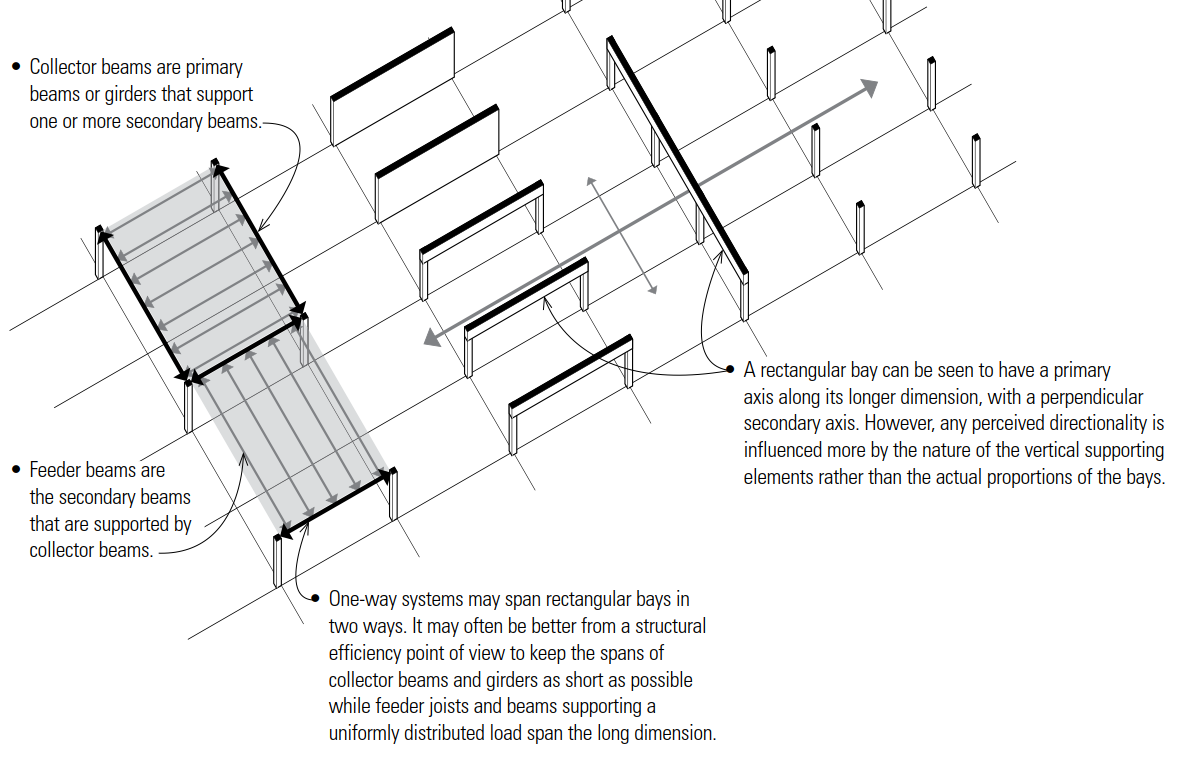 • Collector beams are primary
beams or girders that support
one or more secondary beams.
• A rectangular bay can be seen to have a primary
axis along its longer dimension, with a perpendicular
secondary axis. However, any perceived directionality is
influenced more by the nature of the vertical supporting
elements rather than the actual proportions of the bays.
• Feeder beams are
the secondary beams
that are supported by
collector beams.
• One-way systems may span rectangular bays in
two ways. It may often be better from a structural
efficiency point of view to keep the spans of
collector beams and girders as short as possible
while feeder joists and beams supporting a
uniformly distributed load span the long dimension.